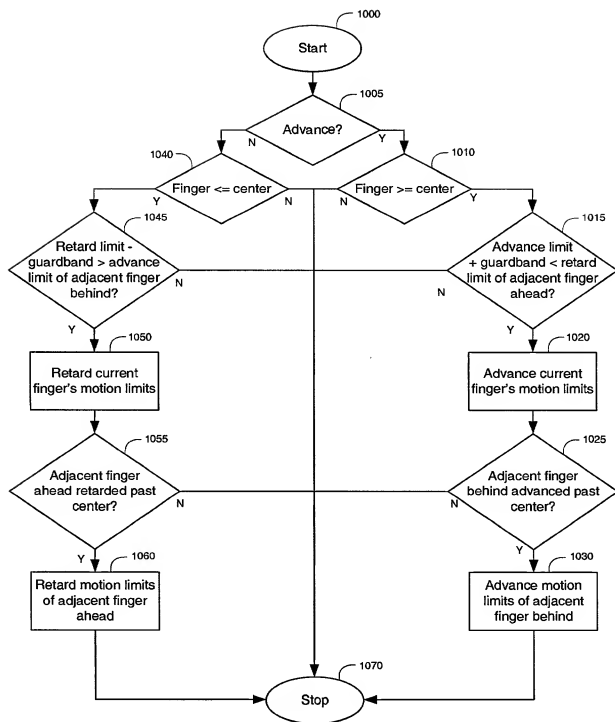 1000
Start
1005
Advance?
N
Y
1040
Finger <= center
Y
N
1010
Finger >= center
N
Y
1045
Retard limit -
guardband > advance
limit of adjacent finger
behind?
N
Y
1015
Advance limit
+ guardband < retard
limit of adjacent finger
ahead?
N
Y
1050
Retard current
finger's motion limits
1020
Advance current
finger's motion limits
1055
Adjacent finger
ahead retarded past
center?
N
Y
1025
Adjacent finger
behind advanced past
center?
N
Y
1060
Retard motion limits
of adjacent finger
ahead
1030
Advance motion
limits of adjacent
finger behind
1070
Stop